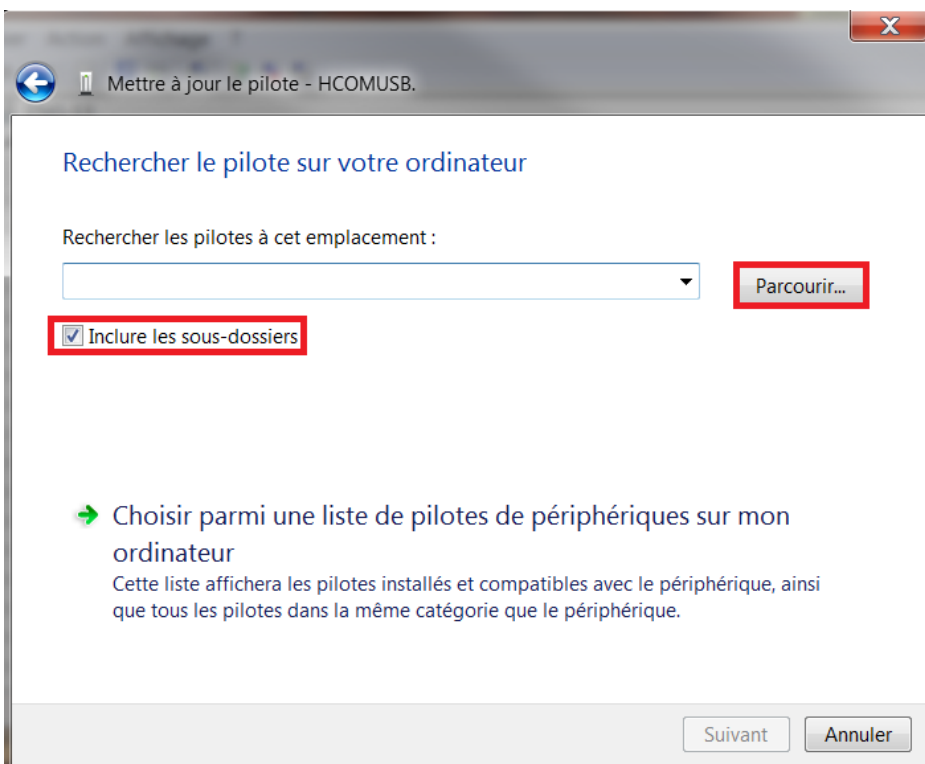 Action Affichage ?
Mettre à jour le pilote - HCOMUSB.
Rechercher le pilote sur votre ordinateur
Rechercher les pilotes à cet emplacement :
Parcourir...
Inclure les sous-dossiers
Choisir parmi une liste de pilotes de périphériques sur mon
ordinateur
Cette liste affichera les pilotes installés et compatibles avec le périphérique, ainsi
que tous les pilotes dans la même catégorie que le périphérique.
Suivant Annuler